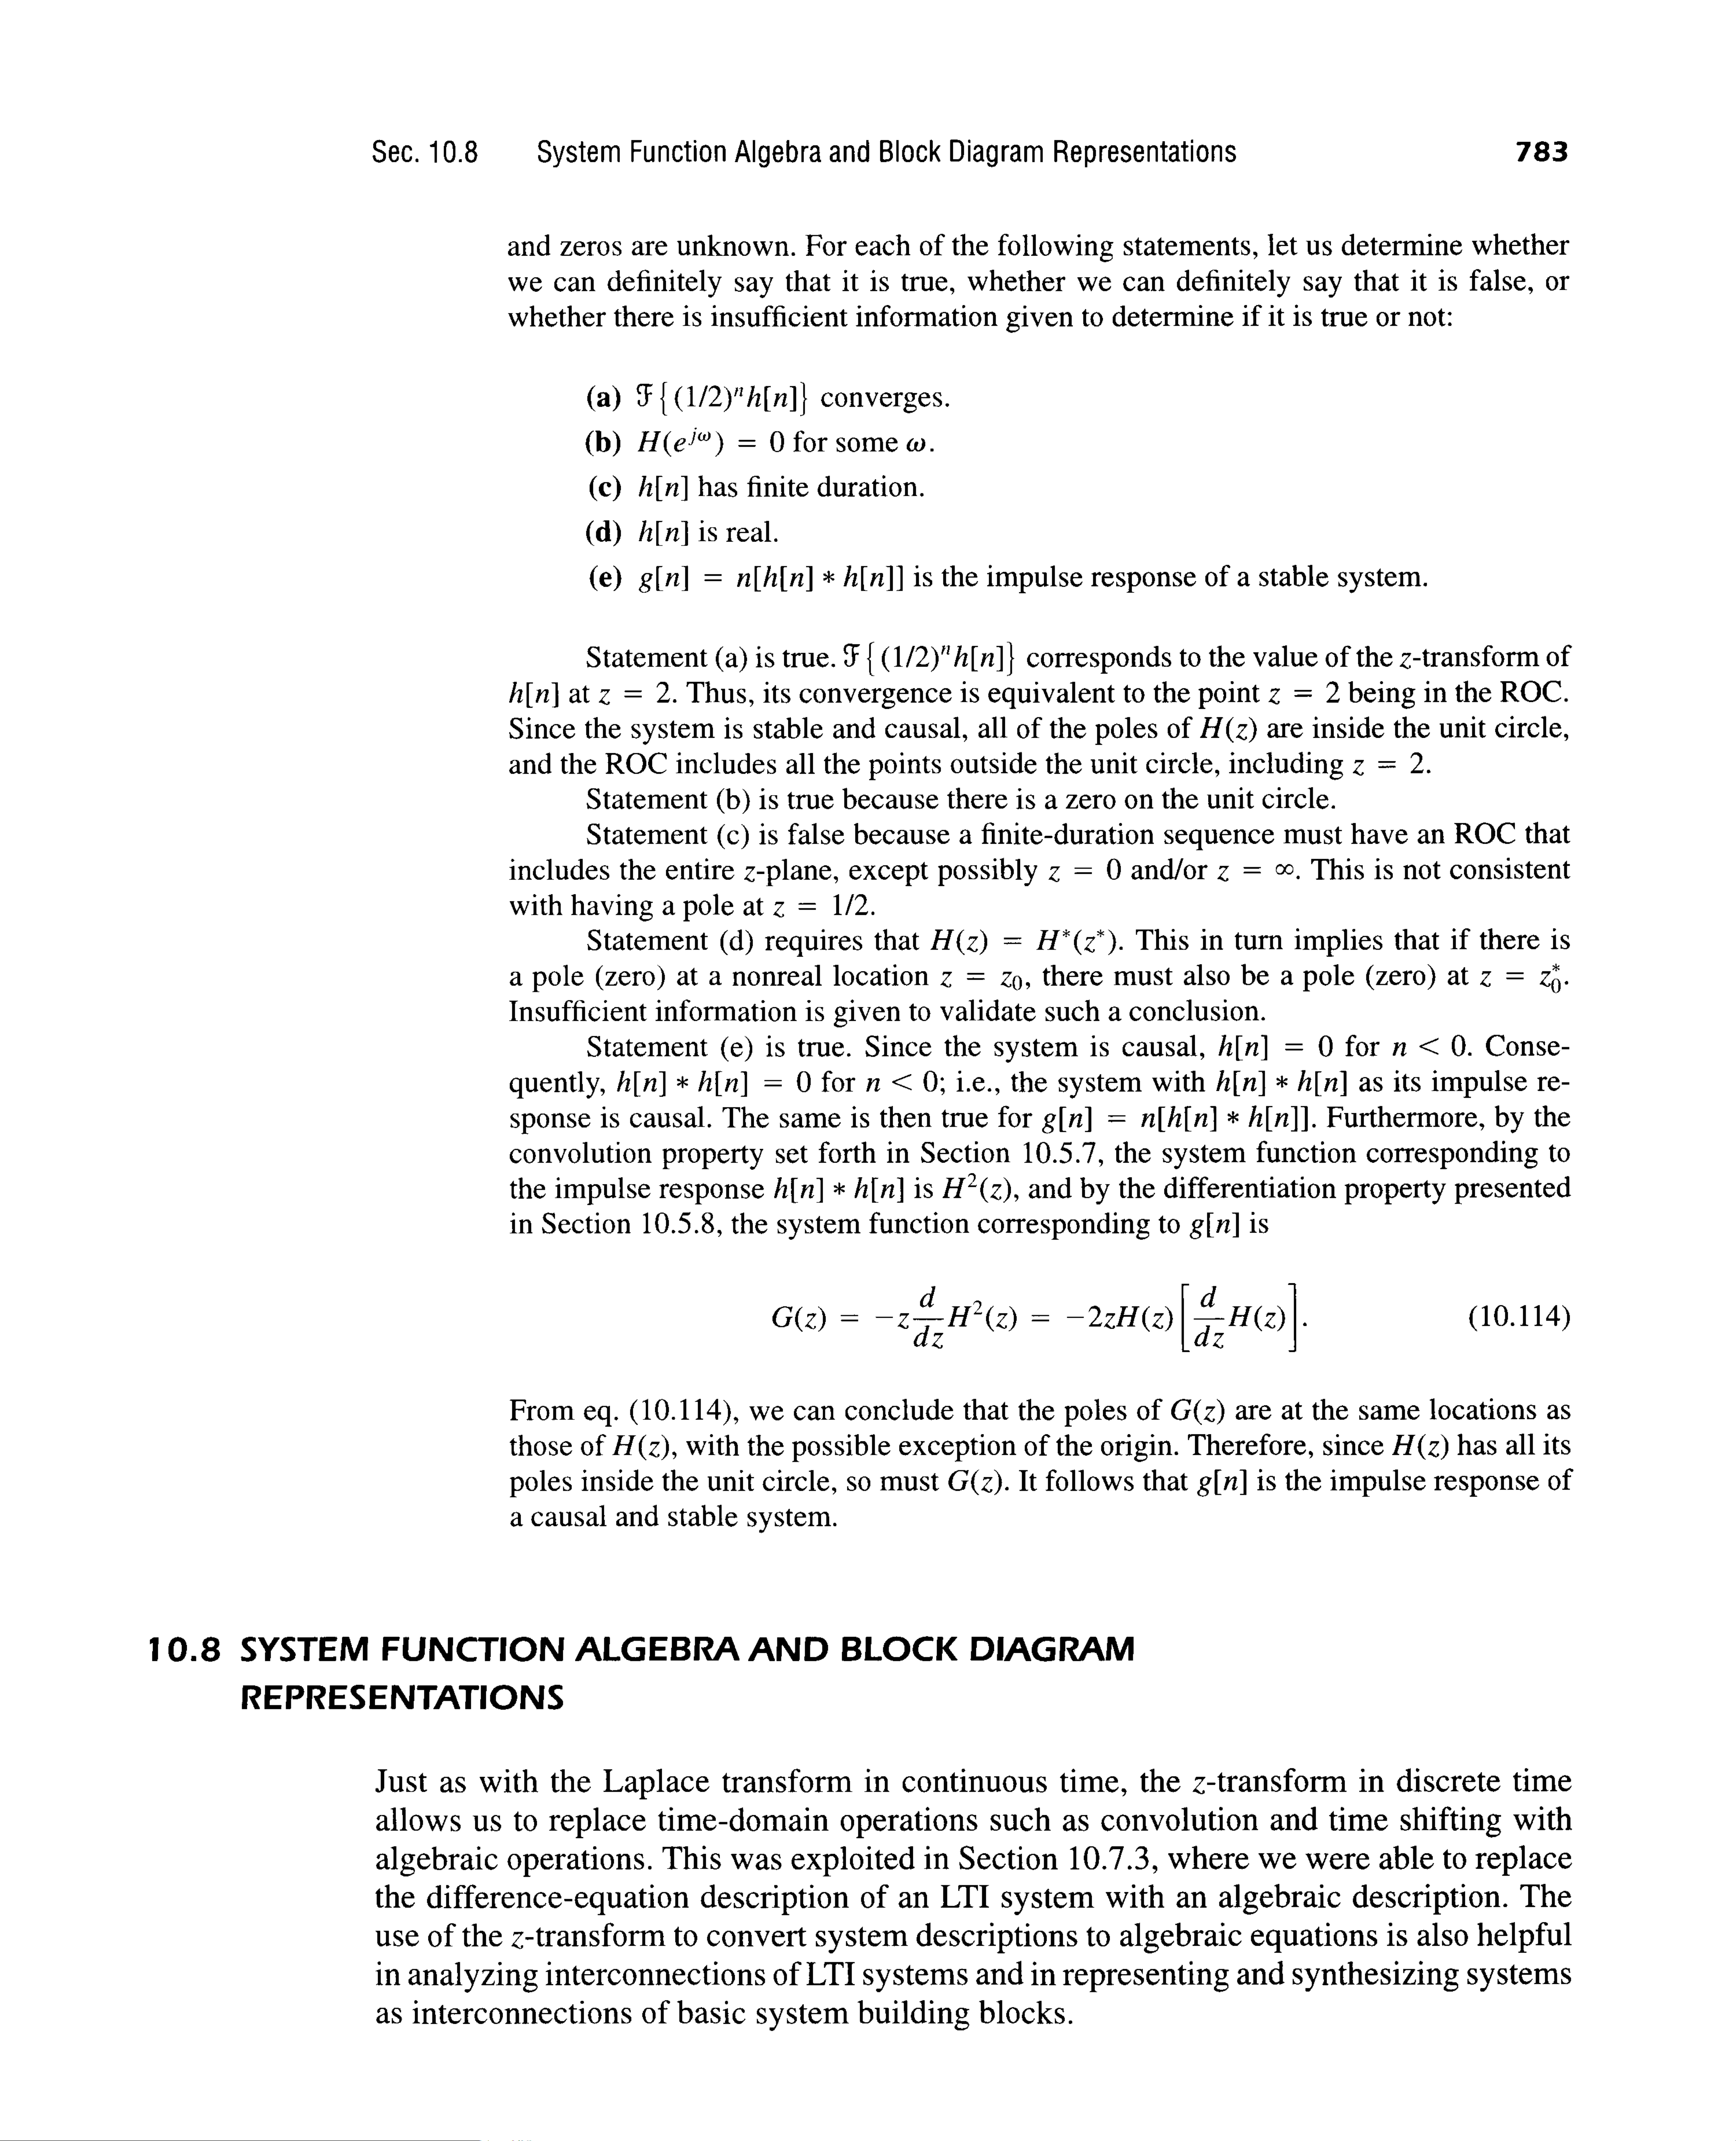 Sec. 10.8 System Function Algebra and Block Diagram Representations 783
and zeros are unknown. For each of the following statements, let us determine whether
we can definitely say that it is true, whether we can definitely say that it is false, or
whether there is insufficient information given to determine if it is true or not:
(a) ℱ{(1/2)ⁿh[n]} converges.
(b) H(e^{jω}) = 0 for some ω.
(c) h[n] has finite duration.
(d) h[n] is real.
(e) g[n] = n[h[n] * h[n]] is the impulse response of a stable system.
Statement (a) is true. ℱ{(1/2)ⁿh[n]} corresponds to the value of the z-transform of
h[n] at z = 2. Thus, its convergence is equivalent to the point z = 2 being in the ROC.
Since the system is stable and causal, all of the poles of H(z) are inside the unit circle,
and the ROC includes all the points outside the unit circle, including z = 2.
Statement (b) is true because there is a zero on the unit circle.
Statement (c) is false because a finite-duration sequence must have an ROC that
includes the entire z-plane, except possibly z = 0 and/or z = ∞. This is not consistent
with having a pole at z = 1/2.
Statement (d) requires that H(z) = H*(z*). This in turn implies that if there is
a pole (zero) at a nonreal location z = z₀, there must also be a pole (zero) at z = z₀*.
Insufficient information is given to validate such a conclusion.
Statement (e) is true. Since the system is causal, h[n] = 0 for n < 0. Conse-
quently, h[n] * h[n] = 0 for n < 0; i.e., the system with h[n] * h[n] as its impulse re-
sponse is causal. The same is then true for g[n] = n[h[n] * h[n]]. Furthermore, by the
convolution property set forth in Section 10.5.7, the system function corresponding to
the impulse response h[n] * h[n] is H²(z), and by the differentiation property presented
in Section 10.5.8, the system function corresponding to g[n] is
G(z) = −z d/dz H²(z) = −2zH(z)[d/dz H(z)]. (10.114)
From eq. (10.114), we can conclude that the poles of G(z) are at the same locations as
those of H(z), with the possible exception of the origin. Therefore, since H(z) has all its
poles inside the unit circle, so must G(z). It follows that g[n] is the impulse response of
a causal and stable system.
10.8 SYSTEM FUNCTION ALGEBRA AND BLOCK DIAGRAM
REPRESENTATIONS
Just as with the Laplace transform in continuous time, the z-transform in discrete time
allows us to replace time-domain operations such as convolution and time shifting with
algebraic operations. This was exploited in Section 10.7.3, where we were able to replace
the difference-equation description of an LTI system with an algebraic description. The
use of the z-transform to convert system descriptions to algebraic equations is also helpful
in analyzing interconnections of LTI systems and in representing and synthesizing systems
as interconnections of basic system building blocks.